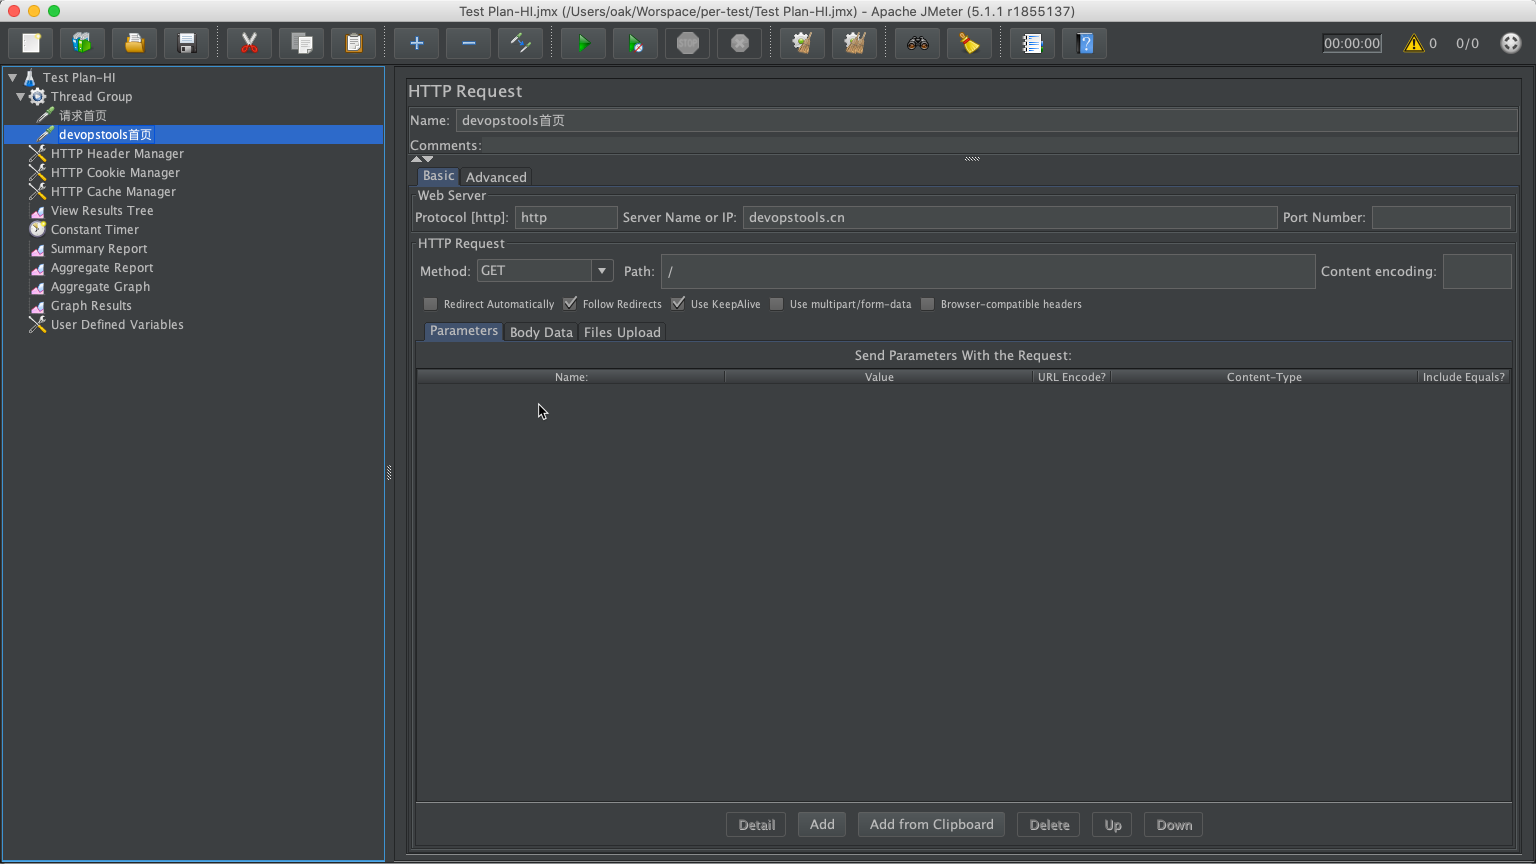 Test Plan-HI.jmx (/Users/oak/Worspace/per-test/Test Plan-HI.jmx) - Apache JMeter (5.1.1 r1855137)
00:00:00 0 0/0
Test Plan-HI
Thread Group
请求首页
devopstools首页
HTTP Header Manager
HTTP Cookie Manager
HTTP Cache Manager
View Results Tree
Constant Timer
Summary Report
Aggregate Report
Aggregate Graph
Graph Results
User Defined Variables
HTTP Request
Name: devopstools首页
Comments:
Basic Advanced
Web Server
Protocol [http]: http Server Name or IP: devopstools.cn Port Number:
HTTP Request
Method: GET Path: / Content encoding:
Redirect Automatically Follow Redirects Use KeepAlive Use multipart/form-data Browser-compatible headers
Parameters Body Data Files Upload
Send Parameters With the Request:
Name: Value URL Encode? Content-Type Include Equals?
Detail Add Add from Clipboard Delete Up Down